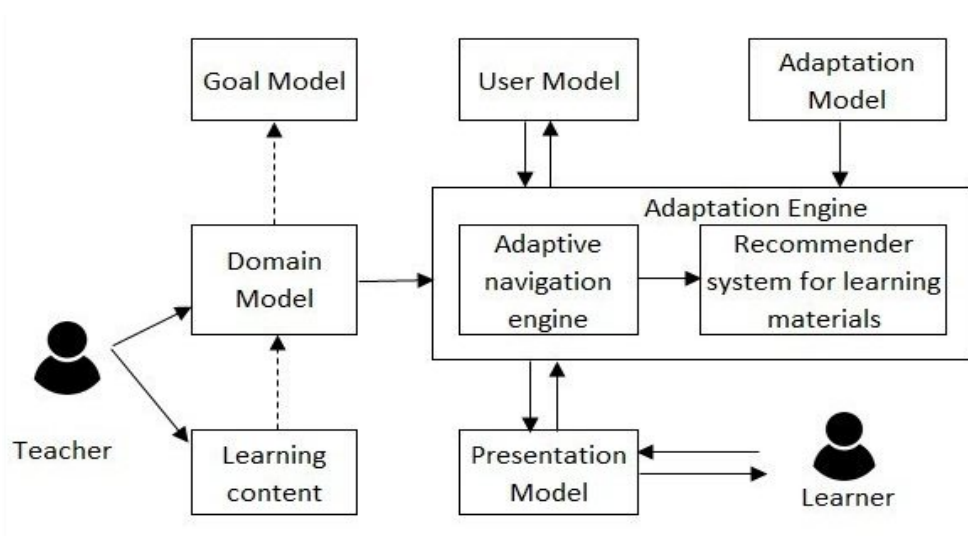 Goal Model
User Model
Adaptation
Model
Adaptation Engine
Domain
Model
Adaptive
navigation
engine
Recommender
system for learning
materials
Teacher
Learning
content
Presentation
Model
Learner